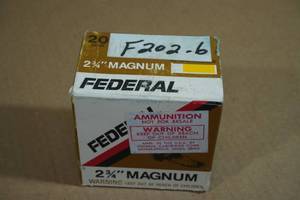 20
F202-6
2¾" MAGNUM
FEDERAL
AMMUNITION
NOT FOR RESALE
WARNING
KEEP OUT OF REACH
OF CHILDREN
FEDERAL
2¾" MAGNUM
WARNING KEEP OUT OF REACH OF CHILDREN